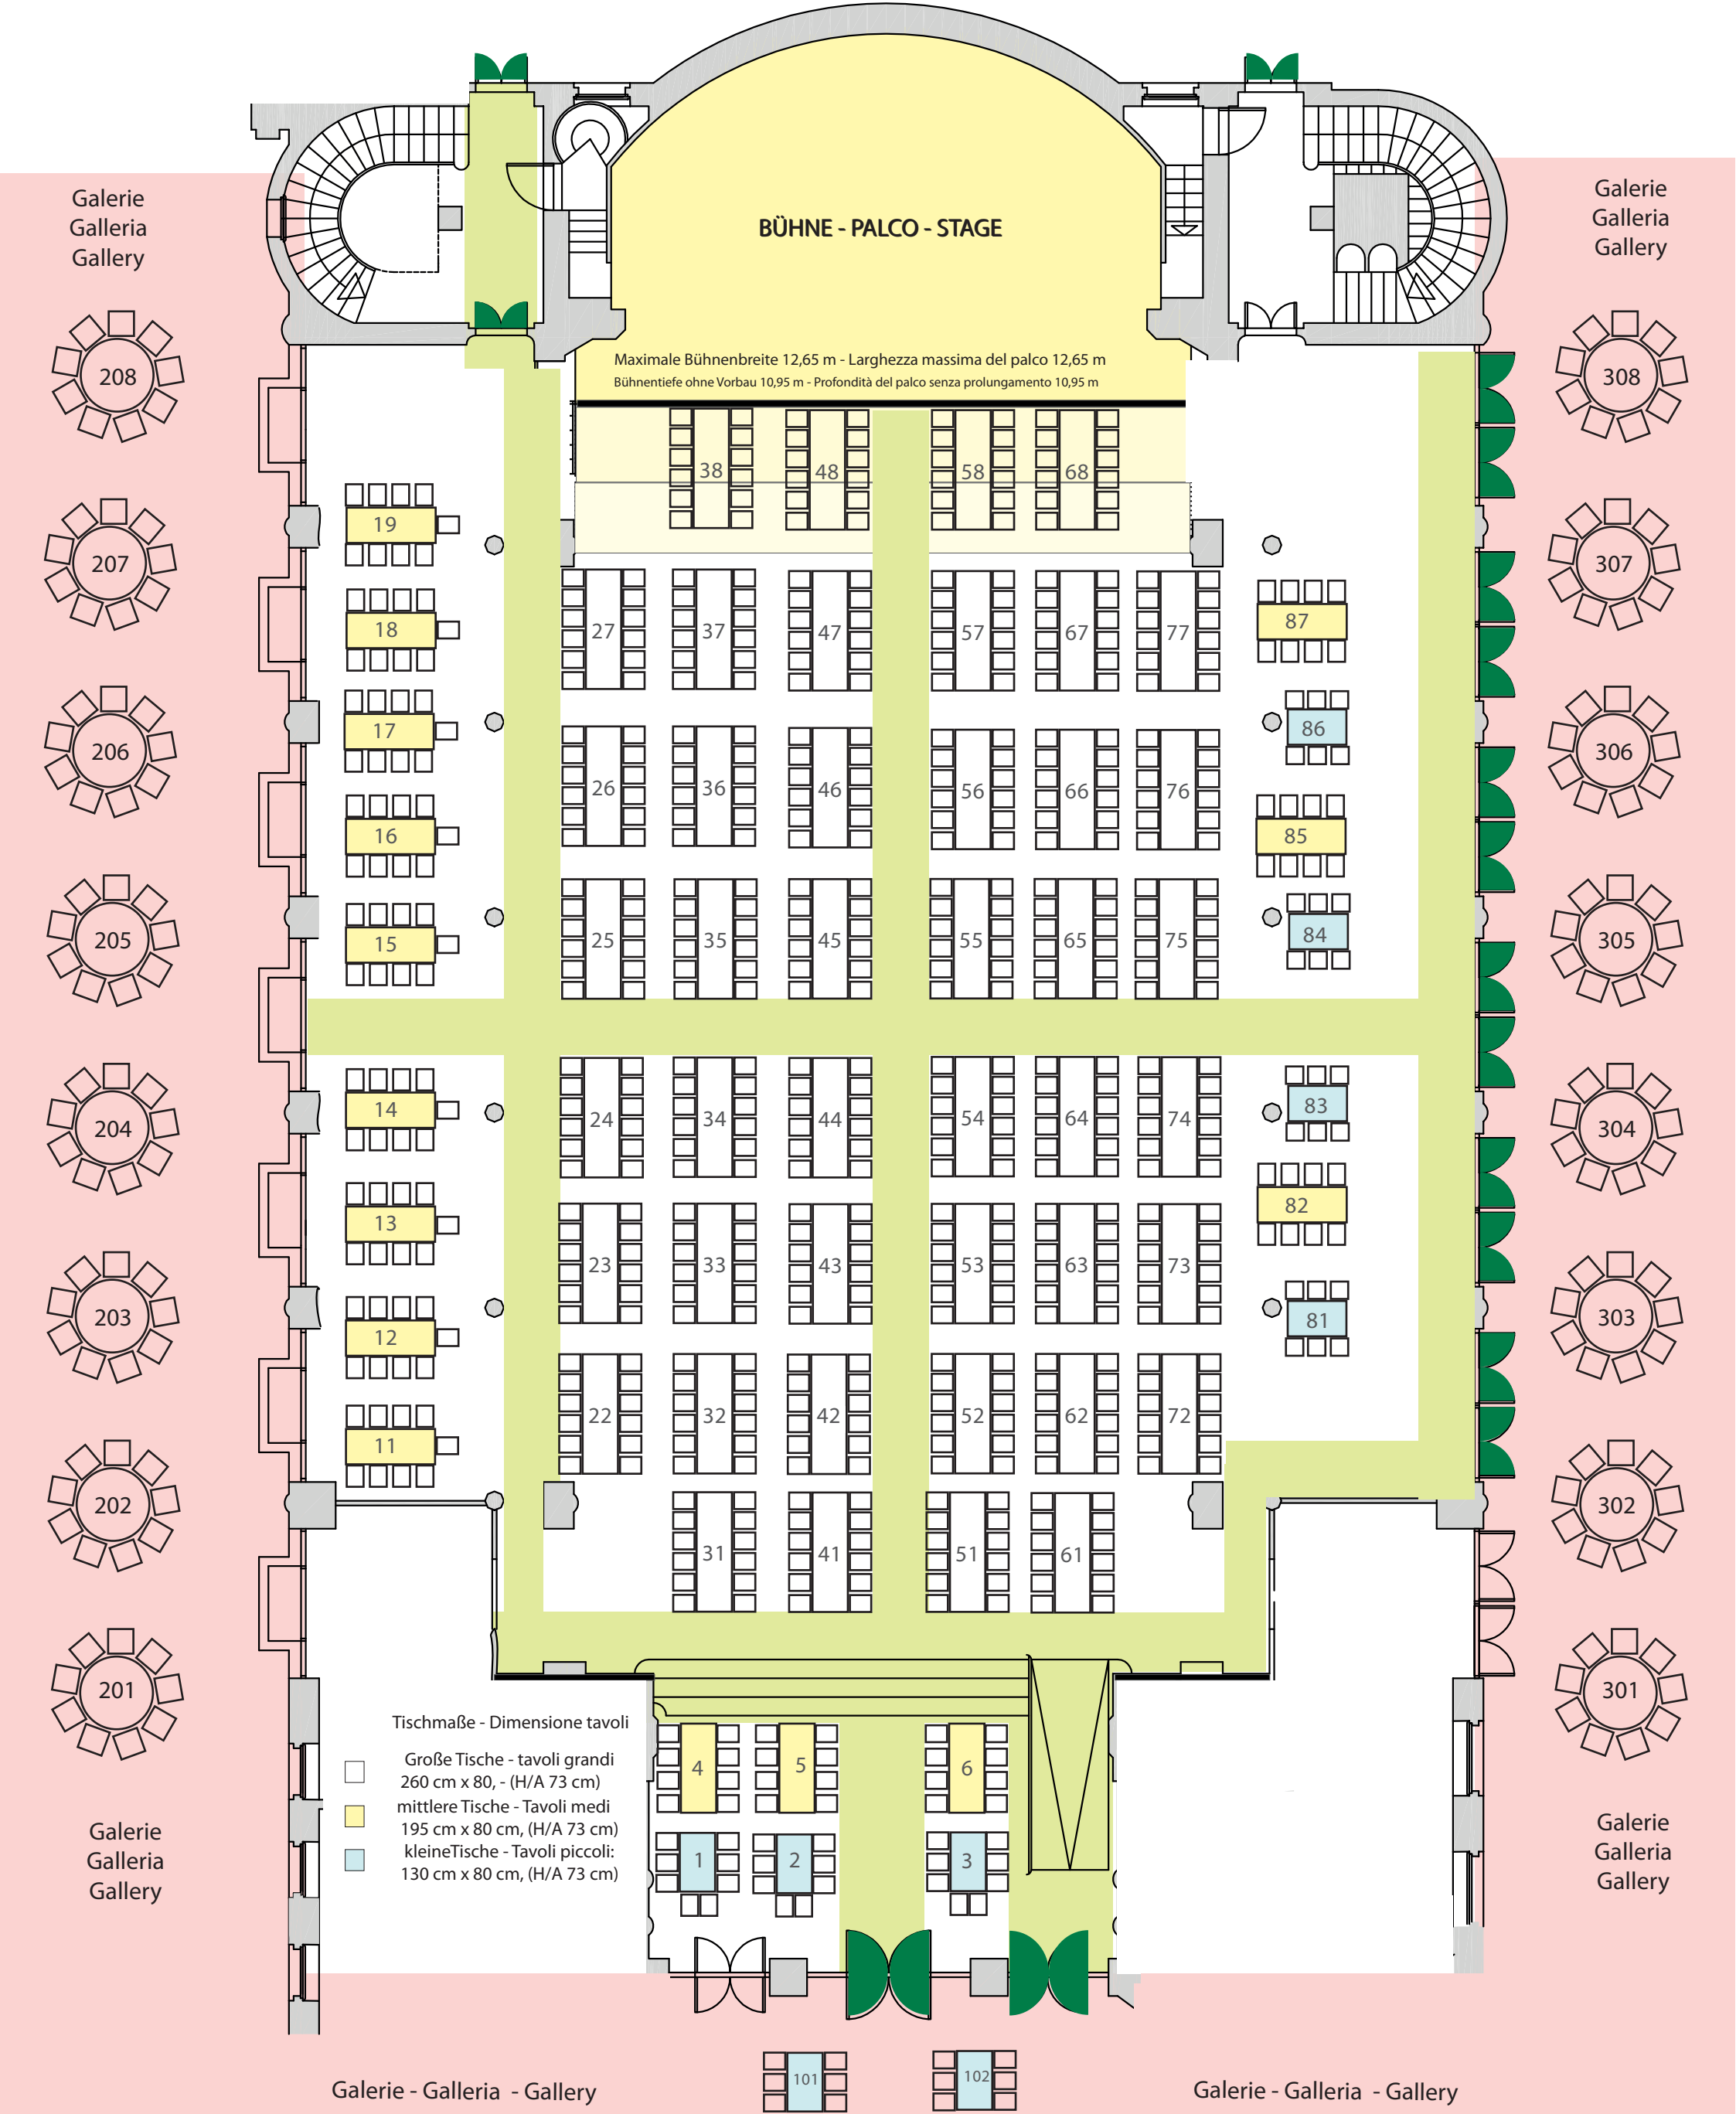 BÜHNE - PALCO - STAGE
Maximale Bühnenbreite 12,65 m - Larghezza massima del palco 12,65 m
Bühnentiefe ohne Vorbau 10,95 m - Profondità del palco senza prolungamento 10,95 m
Galerie
Galleria
Gallery
Galerie
Galleria
Gallery
208
207
206
205
204
203
202
201
308
307
306
305
304
303
302
301
38 48 58 68
19
18
17
16
15
14
13
12
11
27 37 47 57 67 77
26 36 46 56 66 76
25 35 45 55 65 75
24 34 44 54 64 74
23 33 43 53 63 73
22 32 42 52 62 72
31 41 51 61
87
86
85
84
83
82
81
Tischmaße - Dimensione tavoli
Große Tische - tavoli grandi
260 cm x 80, - (H/A 73 cm)
mittlere Tische - Tavoli medi
195 cm x 80 cm, (H/A 73 cm)
kleineTische - Tavoli piccoli:
130 cm x 80 cm, (H/A 73 cm)
4 5 6
1 2 3
Galerie
Galleria
Gallery
Galerie
Galleria
Gallery
101 102
Galerie - Galleria - Gallery
Galerie - Galleria - Gallery